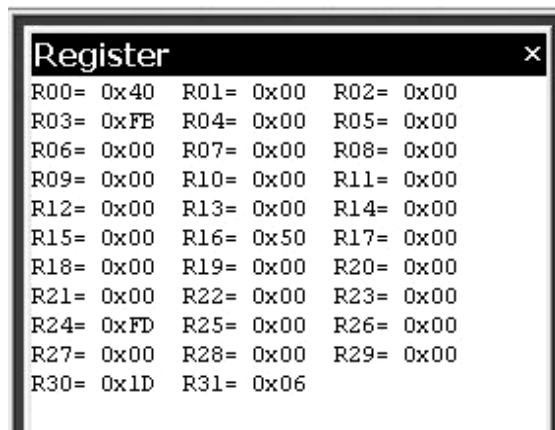 Register
R00= 0x40 R01= 0x00 R02= 0x00
R03= 0xFB R04= 0x00 R05= 0x00
R06= 0x00 R07= 0x00 R08= 0x00
R09= 0x00 R10= 0x00 R11= 0x00
R12= 0x00 R13= 0x00 R14= 0x00
R15= 0x00 R16= 0x50 R17= 0x00
R18= 0x00 R19= 0x00 R20= 0x00
R21= 0x00 R22= 0x00 R23= 0x00
R24= 0xFD R25= 0x00 R26= 0x00
R27= 0x00 R28= 0x00 R29= 0x00
R30= 0x1D R31= 0x06